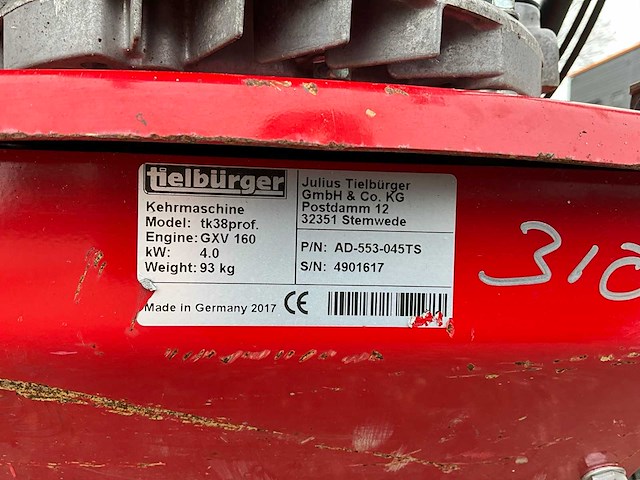 tielbürger
Kehrmaschine
Model: tk38prof.
Engine: GXV 160
kW: 4.0
Weight: 93 kg
Made in Germany 2017 CE
Julius Tielbürger
GmbH & Co. KG
Postdamm 12
32351 Stemwede
P/N: AD-553-045TS
S/N: 4901617